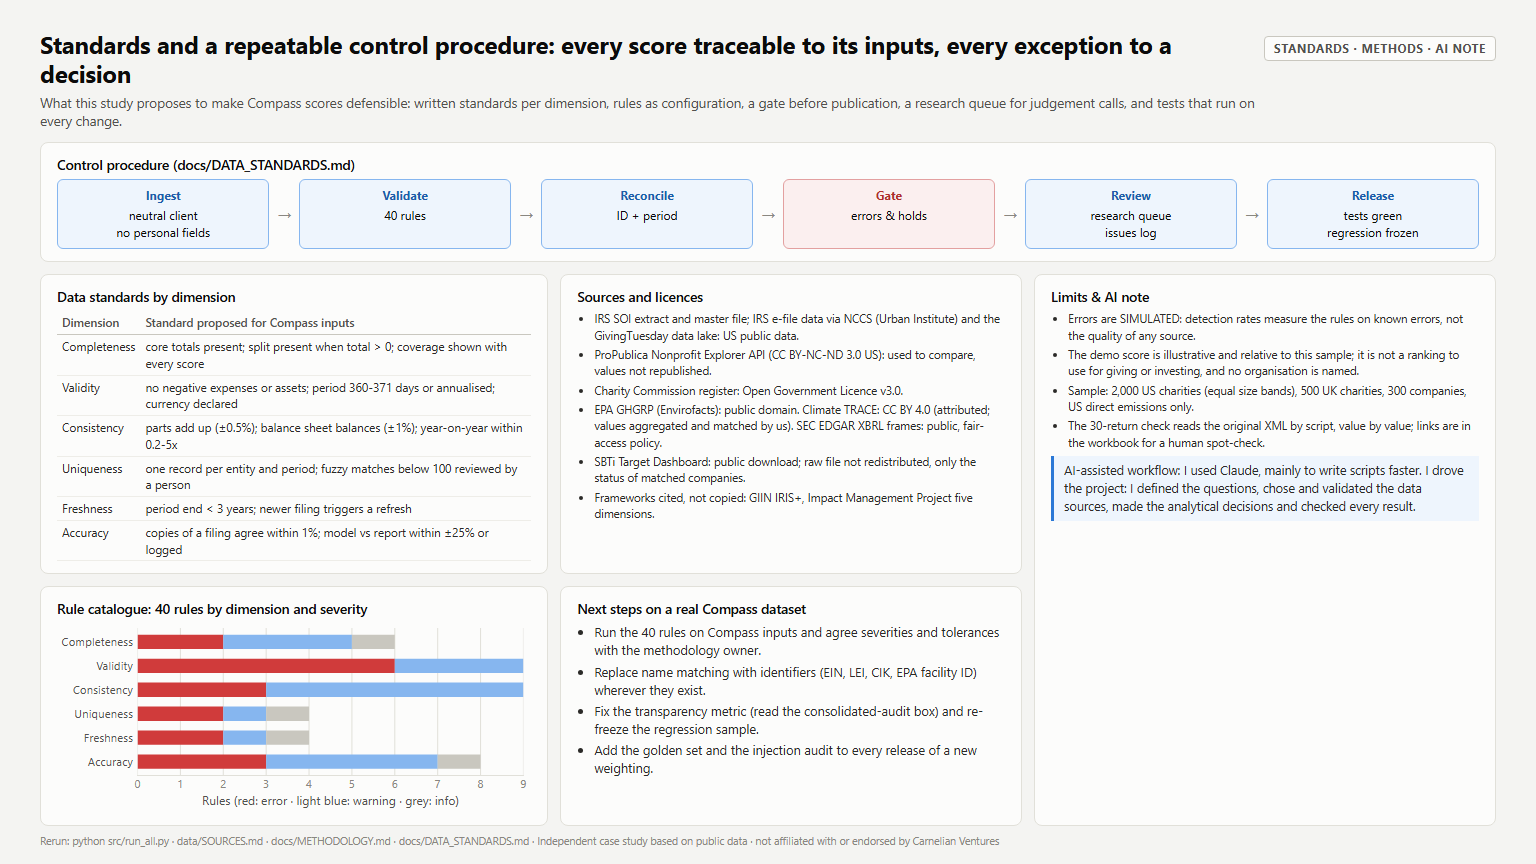 Standards and a repeatable control procedure: every score traceable to its inputs, every exception to a
decision
STANDARDS · METHODS · AI NOTE
What this study proposes to make Compass scores defensible: written standards per dimension, rules as configuration, a gate before publication, a research queue for judgement calls, and tests that run on
every change.
Control procedure (docs/DATA_STANDARDS.md)
Ingest
neutral client
no personal fields
→
Validate
40 rules
→
Reconcile
ID + period
→
Gate
errors & holds
→
Review
research queue
issues log
→
Release
tests green
regression frozen
Data standards by dimension
Dimension Standard proposed for Compass inputs
Completeness core totals present; split present when total > 0; coverage shown with
every score
Validity no negative expenses or assets; period 360-371 days or annualised;
currency declared
Consistency parts add up (±0.5%); balance sheet balances (±1%); year-on-year within
0.2-5x
Uniqueness one record per entity and period; fuzzy matches below 100 reviewed by
a person
Freshness period end < 3 years; newer filing triggers a refresh
Accuracy copies of a filing agree within 1%; model vs report within ±25% or
logged
Sources and licences
• IRS SOI extract and master file; IRS e-file data via NCCS (Urban Institute) and the
GivingTuesday data lake: US public data.
• ProPublica Nonprofit Explorer API (CC BY-NC-ND 3.0 US): used to compare,
values not republished.
• Charity Commission register: Open Government Licence v3.0.
• EPA GHGRP (Envirofacts): public domain. Climate TRACE: CC BY 4.0 (attributed;
values aggregated and matched by us). SEC EDGAR XBRL frames: public, fair-
access policy.
• SBTi Target Dashboard: public download; raw file not redistributed, only the
status of matched companies.
• Frameworks cited, not copied: GIIN IRIS+, Impact Management Project five
dimensions.
Limits & AI note
• Errors are SIMULATED: detection rates measure the rules on known errors, not
the quality of any source.
• The demo score is illustrative and relative to this sample; it is not a ranking to
use for giving or investing, and no organisation is named.
• Sample: 2,000 US charities (equal size bands), 500 UK charities, 300 companies,
US direct emissions only.
• The 30-return check reads the original XML by script, value by value; links are in
the workbook for a human spot-check.
AI-assisted workflow: I used Claude, mainly to write scripts faster. I drove
the project: I defined the questions, chose and validated the data
sources, made the analytical decisions and checked every result.
Rule catalogue: 40 rules by dimension and severity
Completeness
Validity
Consistency
Uniqueness
Freshness
Accuracy
0 1 2 3 4 5 6 7 8 9
Rules (red: error · light blue: warning · grey: info)
Next steps on a real Compass dataset
• Run the 40 rules on Compass inputs and agree severities and tolerances
with the methodology owner.
• Replace name matching with identifiers (EIN, LEI, CIK, EPA facility ID)
wherever they exist.
• Fix the transparency metric (read the consolidated-audit box) and re-
freeze the regression sample.
• Add the golden set and the injection audit to every release of a new
weighting.
Rerun: python src/run_all.py · data/SOURCES.md · docs/METHODOLOGY.md · docs/DATA_STANDARDS.md · Independent case study based on public data · not affiliated with or endorsed by Carnelian Ventures